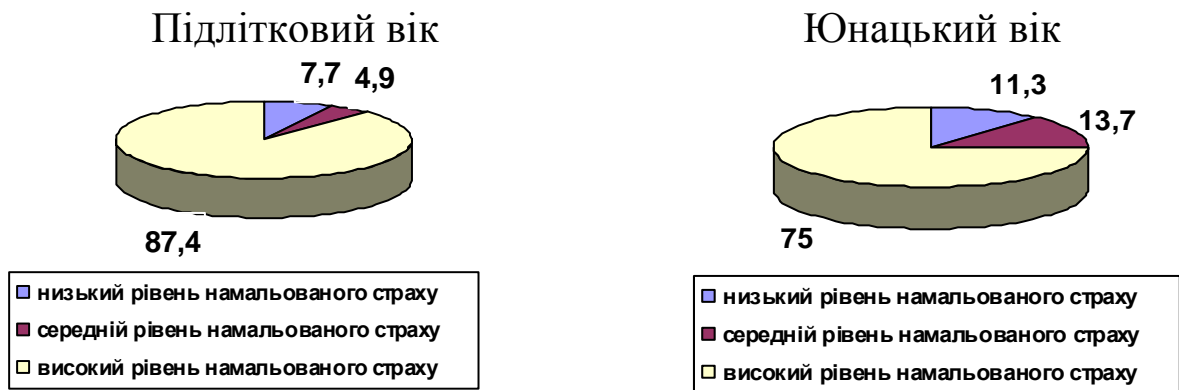 Підлітковий вік
7,7 4,9
87,4
низький рівень намальованого страху
середній рівень намальованого страху
високий рівень намальованого страху
Юнацький вік
11,3
13,7
75
низький рівень намальованого страху
середній рівень намальованого страху
високий рівень намальованого страху